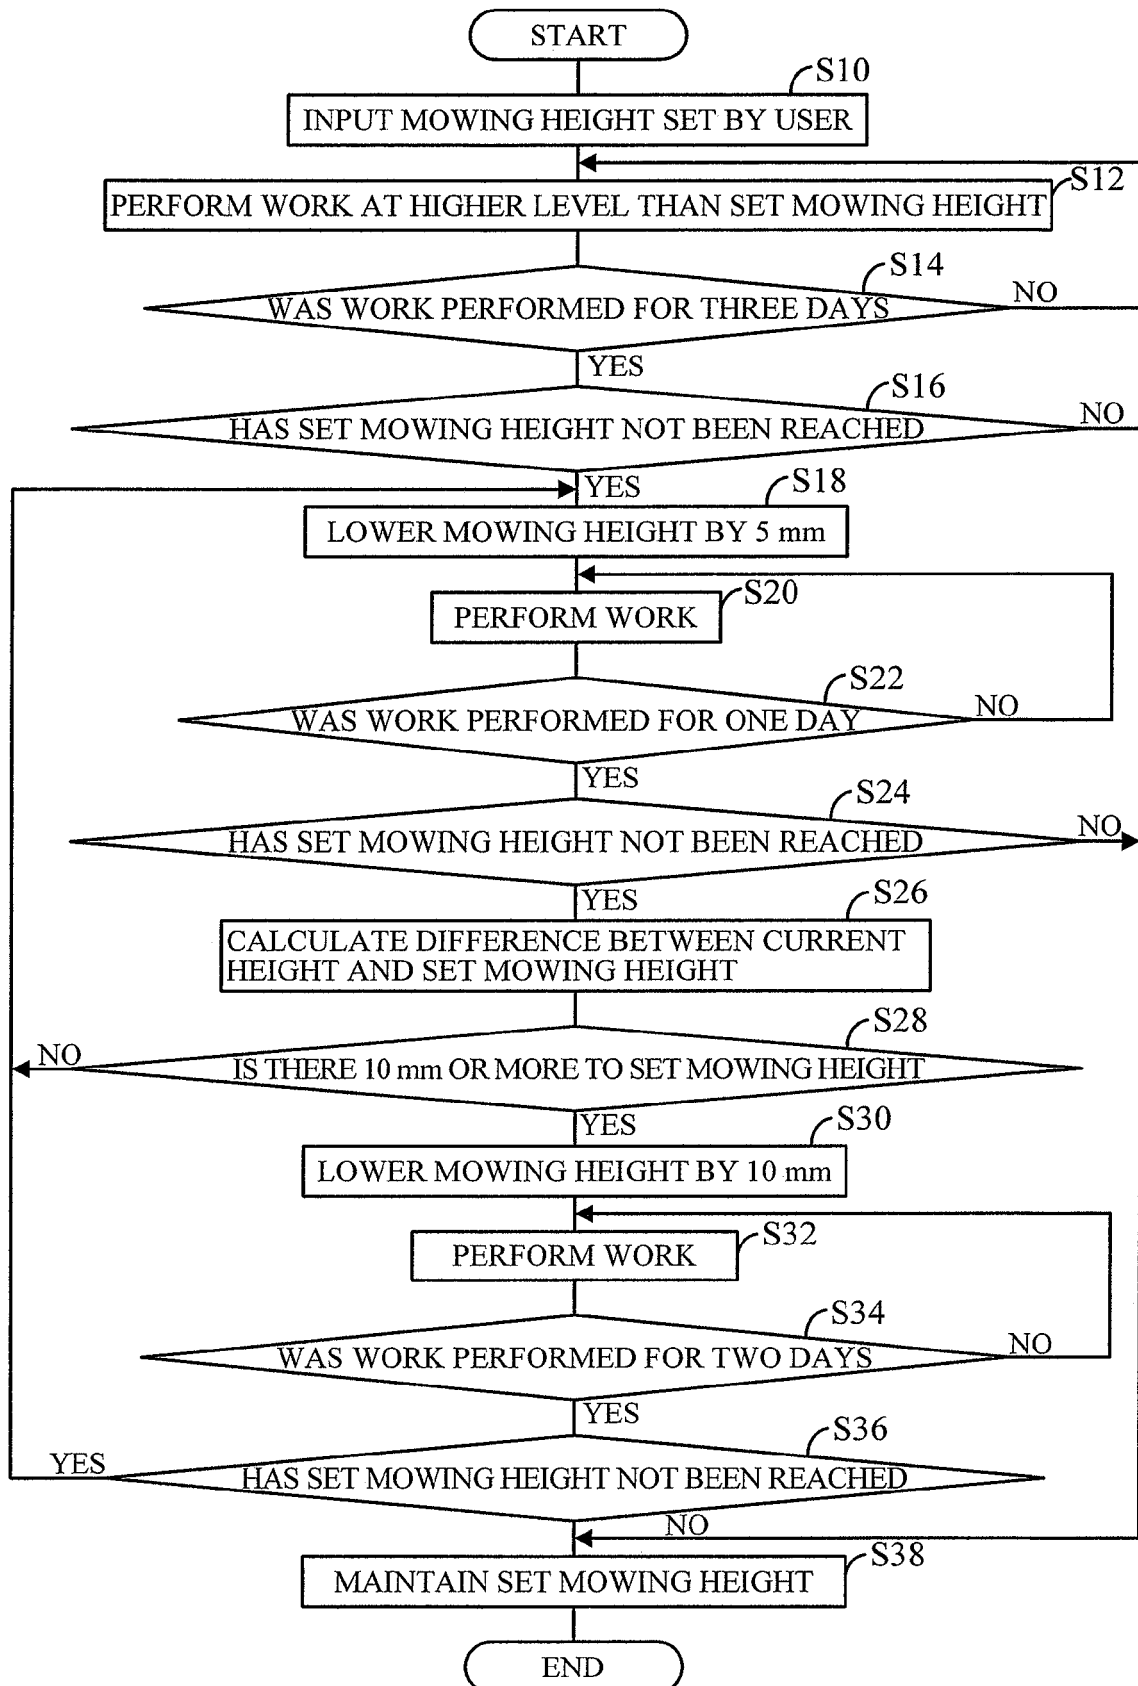 START
S10
INPUT MOWING HEIGHT SET BY USER
S12
PERFORM WORK AT HIGHER LEVEL THAN SET MOWING HEIGHT
S14
WAS WORK PERFORMED FOR THREE DAYS
NO
YES
S16
HAS SET MOWING HEIGHT NOT BEEN REACHED
NO
YES
S18
LOWER MOWING HEIGHT BY 5 mm
S20
PERFORM WORK
S22
WAS WORK PERFORMED FOR ONE DAY
NO
YES
S24
HAS SET MOWING HEIGHT NOT BEEN REACHED
NO
YES
S26
CALCULATE DIFFERENCE BETWEEN CURRENT
HEIGHT AND SET MOWING HEIGHT
S28
NO
IS THERE 10 mm OR MORE TO SET MOWING HEIGHT
YES
S30
LOWER MOWING HEIGHT BY 10 mm
S32
PERFORM WORK
S34
WAS WORK PERFORMED FOR TWO DAYS
NO
YES
S36
YES
HAS SET MOWING HEIGHT NOT BEEN REACHED
NO
S38
MAINTAIN SET MOWING HEIGHT
END